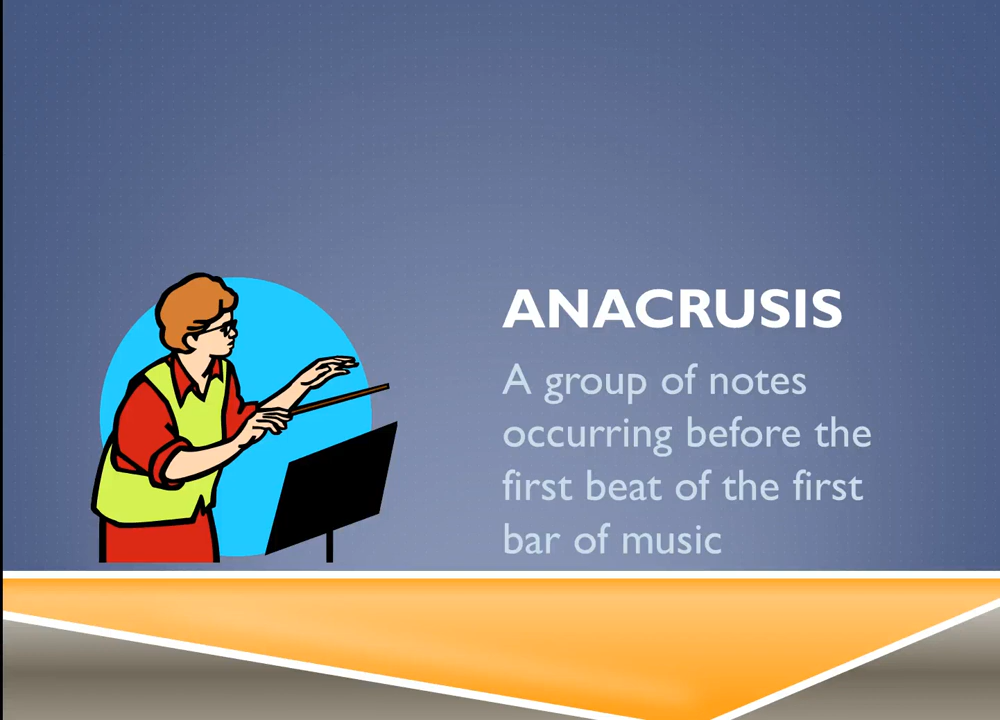 ANACRUSIS
A group of notes
occurring before the
first beat of the first
bar of music